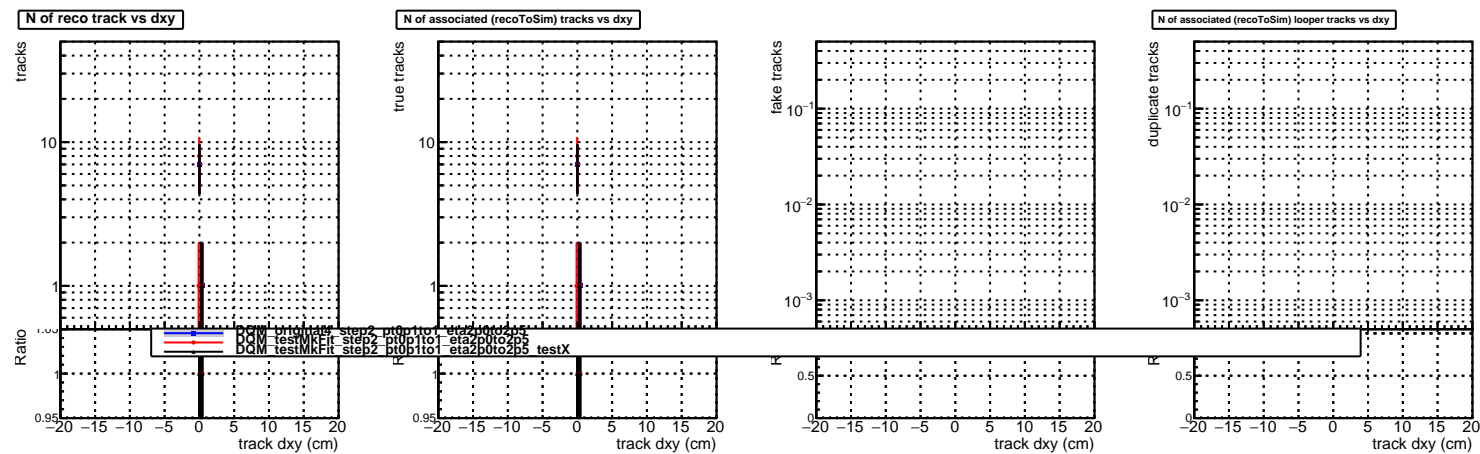 N of reco track vs dxy
N of associated (recoToSim) tracks vs dxy
N of associated (recoToSim) looper tracks vs dxy
tracks
10
1
true tracks
10
1
fake tracks
10⁻¹
10⁻²
10⁻³
duplicate tracks
10⁻¹
10⁻²
10⁻³
DQM_original4_step2_pt0p1to1_eta2p0to2p5
DQM_testMkFit_step2_pt0p1to1_eta2p0to2p5
DQM_testMkFit_step2_pt0p1to1_eta2p0to2p5_testX
Ratio
1
0.95
1
0.95
0.5
0
0.5
0
−20 −15 −10 −5 0 5 10 15 20
track dxy (cm)
−20 −15 −10 −5 0 5 10 15 20
track dxy (cm)
−20 −15 −10 −5 0 5 10 15 20
track dxy (cm)
−20 −15 −10 −5 0 5 10 15 20
track dxy (cm)